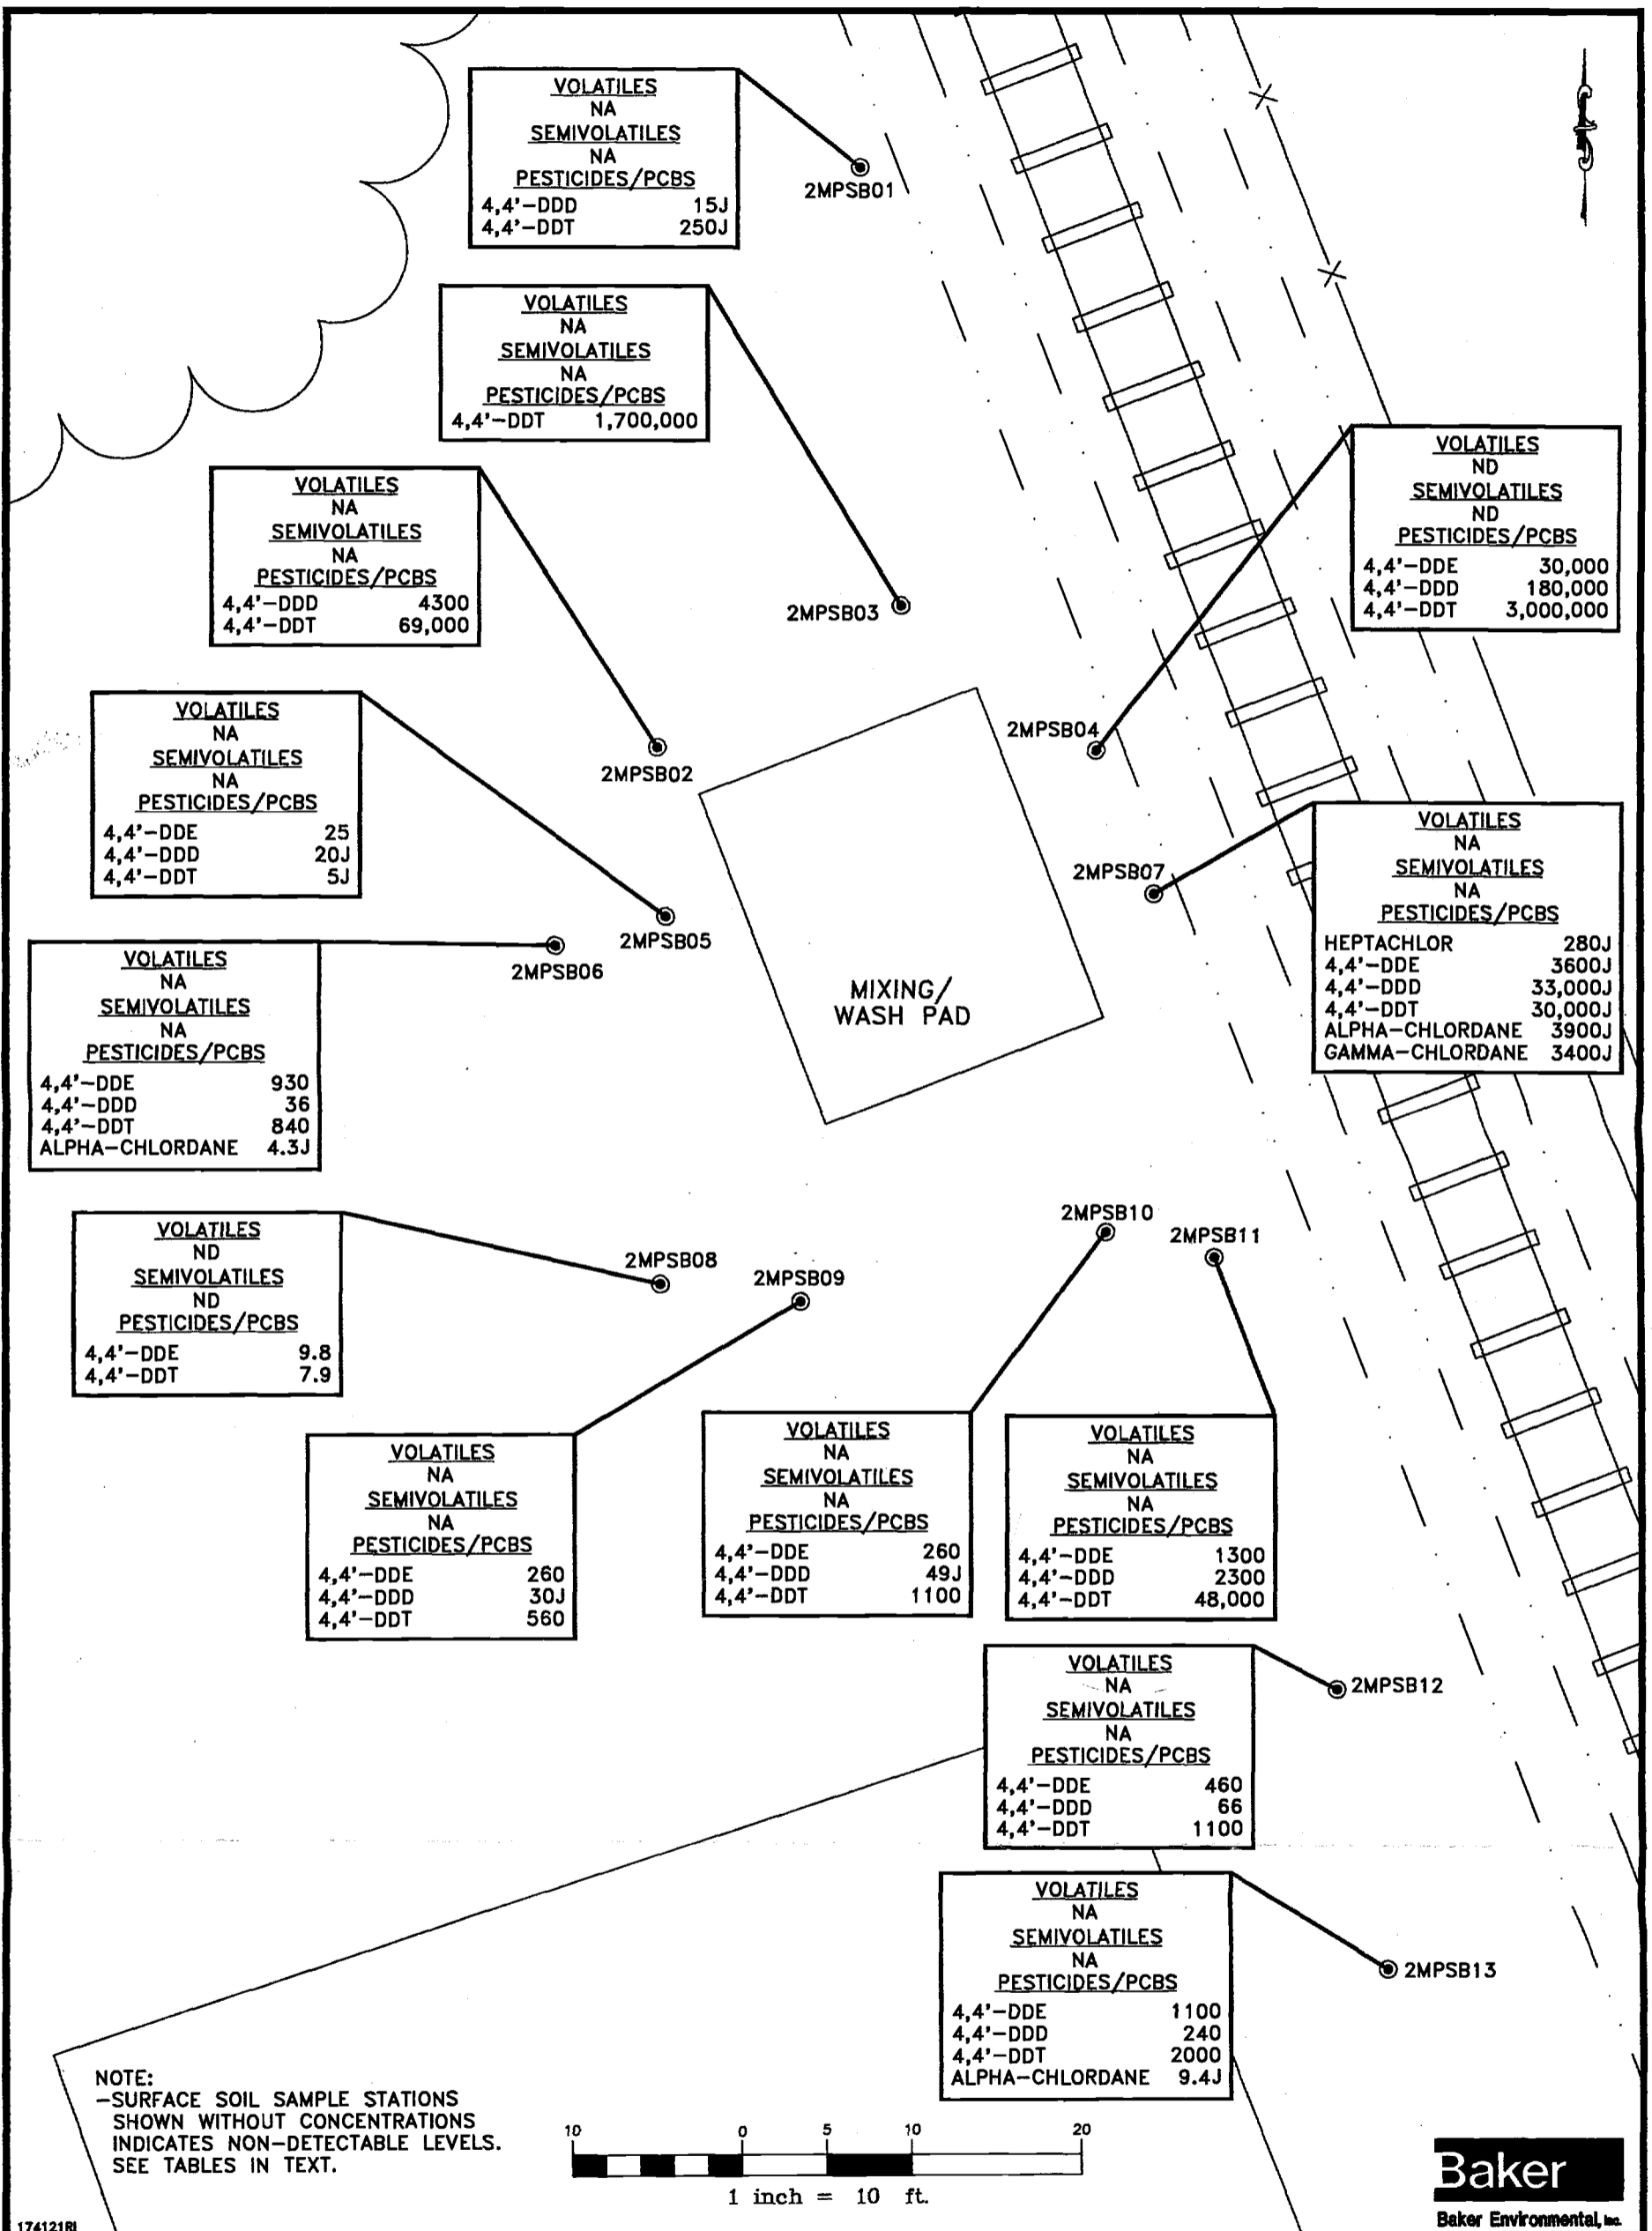 VOLATILES
NA
SEMIVOLATILES
NA
PESTICIDES/PCBS
4,4'-DDD 15J
4,4'-DDT 250J
2MPSB01
VOLATILES
NA
SEMIVOLATILES
NA
PESTICIDES/PCBS
4,4'-DDT 1,700,000
2MPSB03
VOLATILES
ND
SEMIVOLATILES
ND
PESTICIDES/PCBS
4,4'-DDE 30,000
4,4'-DDD 180,000
4,4'-DDT 3,000,000
2MPSB04
VOLATILES
NA
SEMIVOLATILES
NA
PESTICIDES/PCBS
4,4'-DDD 4300
4,4'-DDT 69,000
2MPSB02
VOLATILES
NA
SEMIVOLATILES
NA
PESTICIDES/PCBS
4,4'-DDE 25
4,4'-DDD 20J
4,4'-DDT 5J
2MPSB05
VOLATILES
NA
SEMIVOLATILES
NA
PESTICIDES/PCBS
HEPTACHLOR 280J
4,4'-DDE 3600J
4,4'-DDD 33,000J
4,4'-DDT 30,000J
ALPHA-CHLORDANE 3900J
GAMMA-CHLORDANE 3400J
2MPSB07
VOLATILES
NA
SEMIVOLATILES
NA
PESTICIDES/PCBS
4,4'-DDE 930
4,4'-DDD 36
4,4'-DDT 840
ALPHA-CHLORDANE 4.3J
2MPSB06
MIXING/
WASH PAD
VOLATILES
ND
SEMIVOLATILES
ND
PESTICIDES/PCBS
4,4'-DDE 9.8
4,4'-DDT 7.9
2MPSB08
2MPSB09
2MPSB10
2MPSB11
VOLATILES
NA
SEMIVOLATILES
NA
PESTICIDES/PCBS
4,4'-DDE 260
4,4'-DDD 30J
4,4'-DDT 560
VOLATILES
NA
SEMIVOLATILES
NA
PESTICIDES/PCBS
4,4'-DDE 260
4,4'-DDD 49J
4,4'-DDT 1100
VOLATILES
NA
SEMIVOLATILES
NA
PESTICIDES/PCBS
4,4'-DDE 1300
4,4'-DDD 2300
4,4'-DDT 48,000
VOLATILES
NA
SEMIVOLATILES
NA
PESTICIDES/PCBS
4,4'-DDE 460
4,4'-DDD 66
4,4'-DDT 1100
2MPSB12
VOLATILES
NA
SEMIVOLATILES
NA
PESTICIDES/PCBS
4,4'-DDE 1100
4,4'-DDD 240
4,4'-DDT 2000
ALPHA-CHLORDANE 9.4J
2MPSB13
NOTE:
-SURFACE SOIL SAMPLE STATIONS
SHOWN WITHOUT CONCENTRATIONS
INDICATES NON-DETECTABLE LEVELS.
SEE TABLES IN TEXT.
10 0 5 10 20
1 inch = 10 ft.
Baker
Baker Environmental, Inc.
174121RI